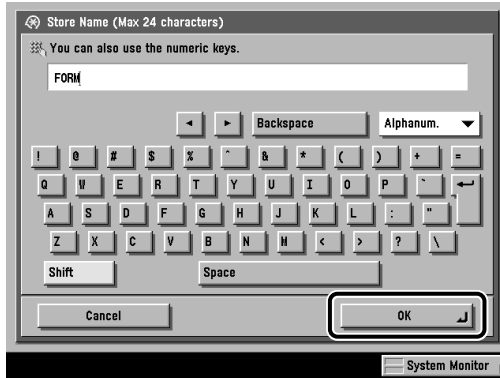 Store Name (Max 24 characters)
You can also use the numeric keys.
FORM
◄ ► Backspace Alphanum. ▼
! @ # $ % ^ & * ( ) + =
Q W E R T Y U I O P `
A S D F G H J K L : "
Z X C V B N M < > ? \
Shift Space
Cancel OK
System Monitor